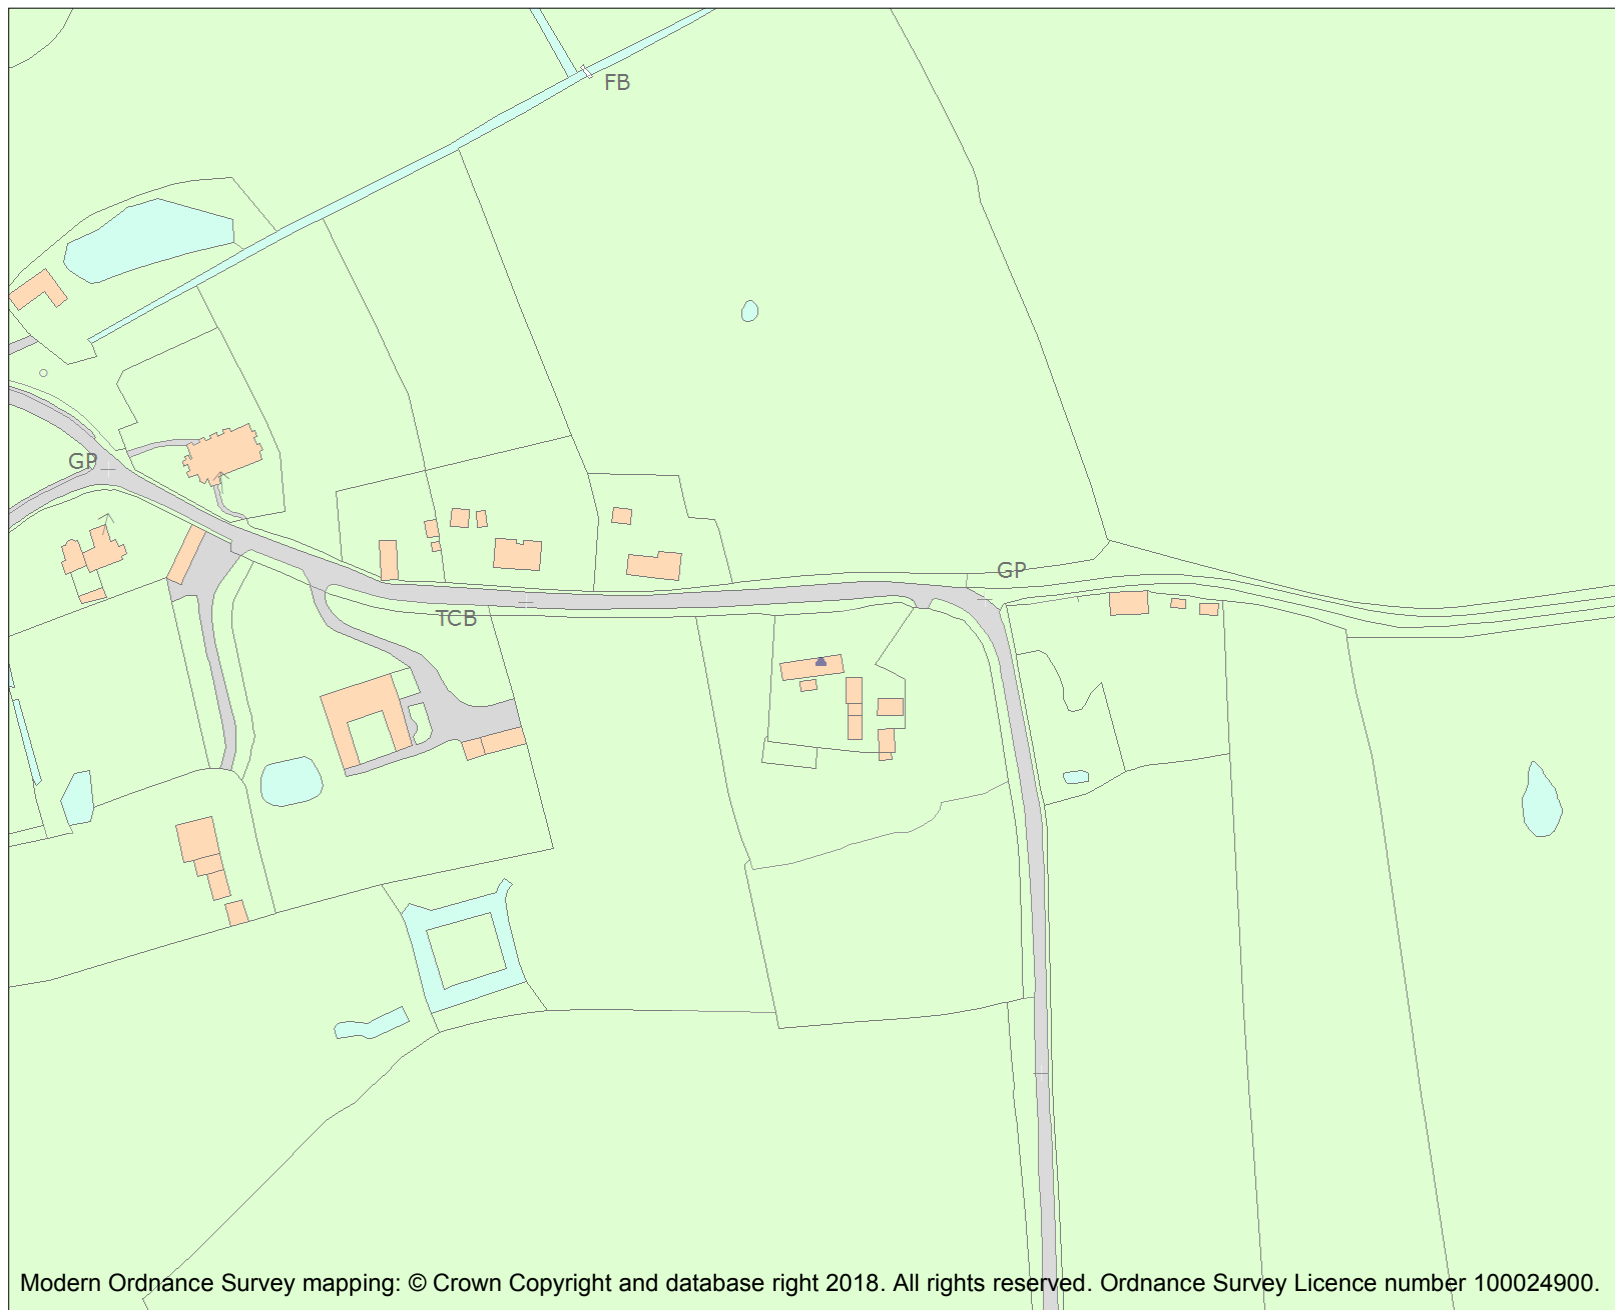 FB
GP
GP
TCB
Modern Ordnance Survey mapping: © Crown Copyright and database right 2018. All rights reserved. Ordnance Survey Licence number 100024900.